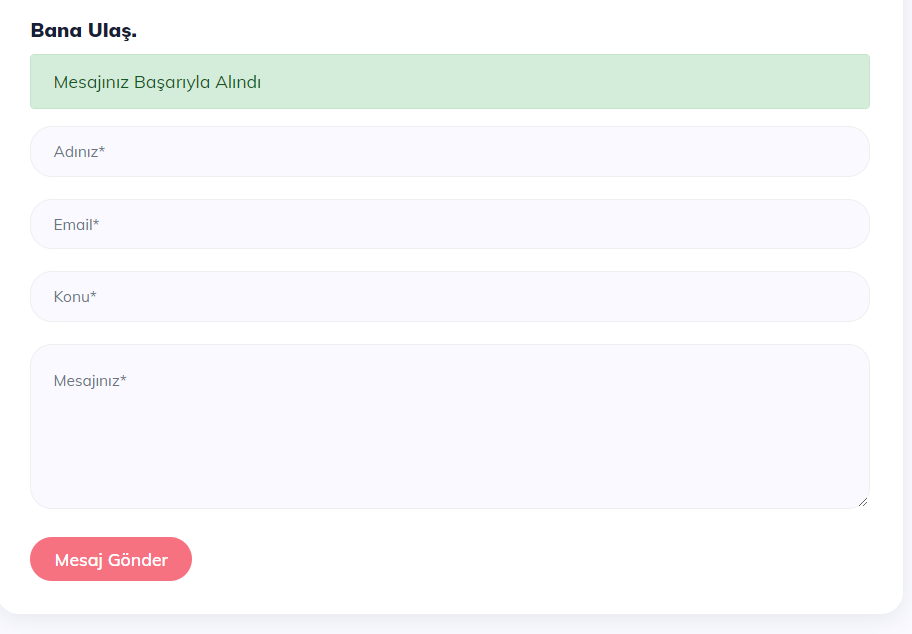 Bana Ulaş.
Mesajınız Başarıyla Alındı
Adınız*
Email*
Konu*
Mesajınız*
Mesaj Gönder